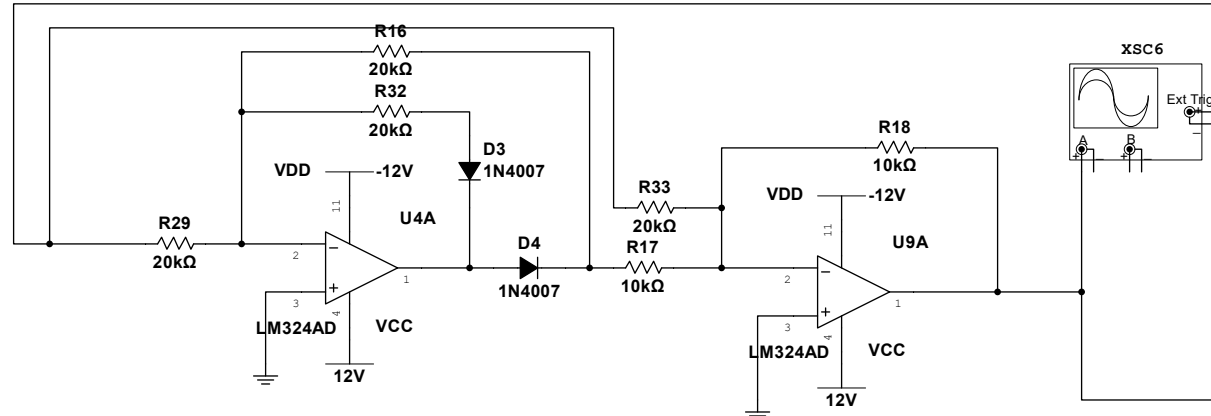 XSC6
Ext Trig
+
−
A
B
+
−
+
−
R16
20kΩ
R32
20kΩ
D3
1N4007
VDD
-12V
11
U4A
R29
20kΩ
2
−
+
3
1
4
LM324AD
VCC
12V
D4
1N4007
R33
20kΩ
R17
10kΩ
R18
10kΩ
VDD
-12V
11
U9A
2
−
+
3
1
4
LM324AD
VCC
12V